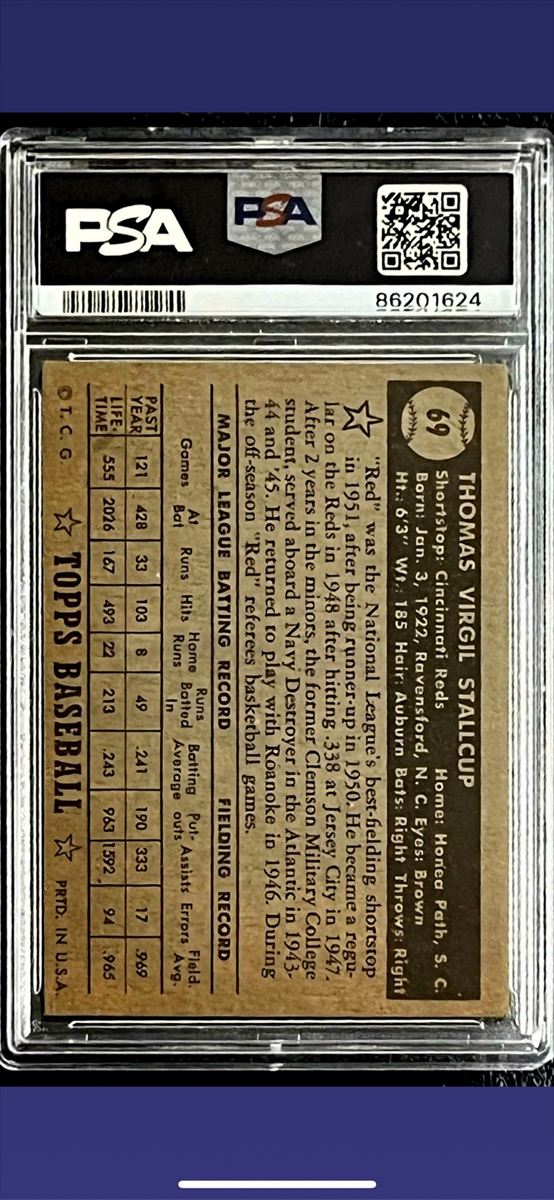 PSA
PSA
86201624
69
THOMAS VIRGIL STALLCUP
Shortstop: Cincinnati Reds Home: Honea Path, S. C.
Born: Jan. 3, 1922, Ravensford, N. C. Eyes: Brown
Ht.: 6'3" Wt.: 185 Hair: Auburn Bats: Right Throws: Right
"Red" was the National League's best-fielding shortstop
in 1951, after being runner-up in 1950. He became a regu-
lar on the Reds in 1948 after hitting .338 at Jersey City in 1947.
After 2 years in the minors, the former Clemson Military College
student, served aboard a Navy Destroyer in the Atlantic in 1943-
44 and '45. He returned to play with Roanoke in 1946. During
the off-season "Red" referees basketball games.
MAJOR LEAGUE BATTING RECORD FIELDING RECORD
Games At Bat Runs Hits Home Runs Runs Batted In Batting Average Put-outs Assists Errors Field. Avg.
PAST YEAR 121 428 33 103 8 49 .241 190 333 17 .969
LIFE-TIME 555 2026 167 493 22 213 .243 963 1592 94 .965
© T. C. G. ☆ TOPPS BASEBALL ☆ PRTD. IN U.S.A.